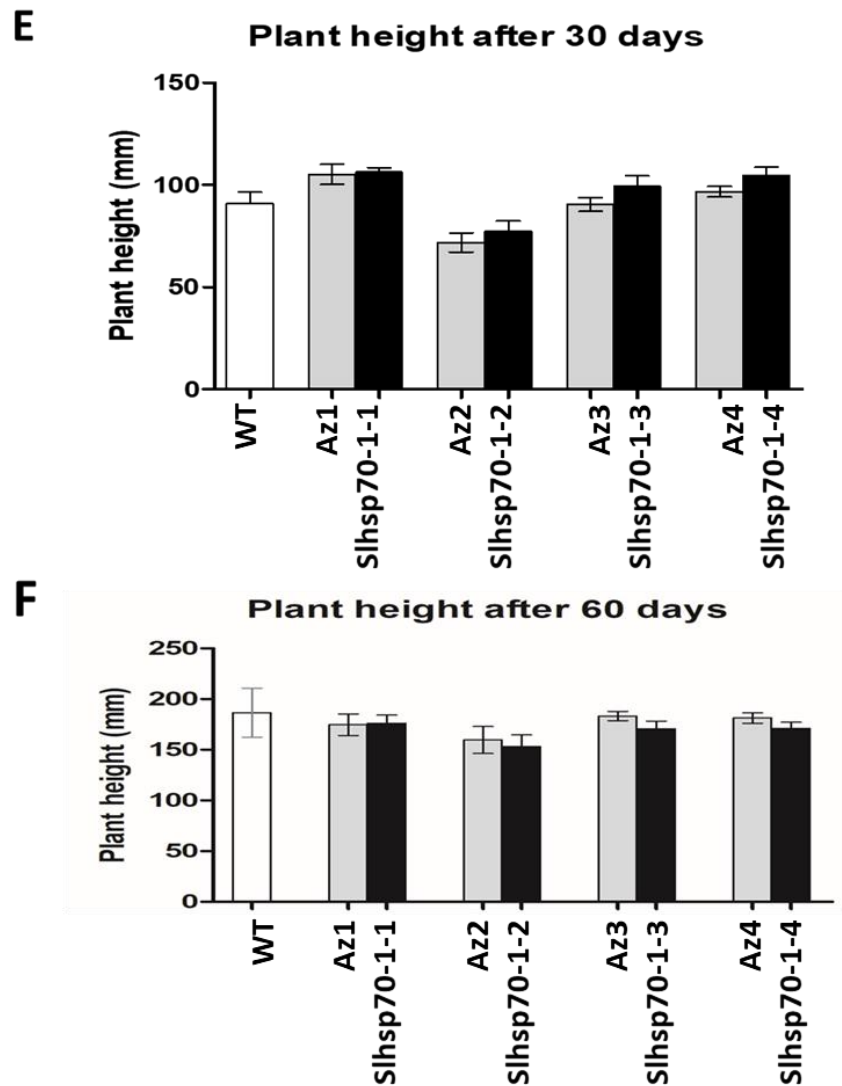 E
Plant height after 30 days
Plant height (mm)
150
100
50
0
WT
Az1
Slhsp70-1-1
Az2
Slhsp70-1-2
Az3
Slhsp70-1-3
Az4
Slhsp70-1-4
F
Plant height after 60 days
Plant height (mm)
250
200
150
100
50
0
WT
Az1
Slhsp70-1-1
Az2
Slhsp70-1-2
Az3
Slhsp70-1-3
Az4
Slhsp70-1-4